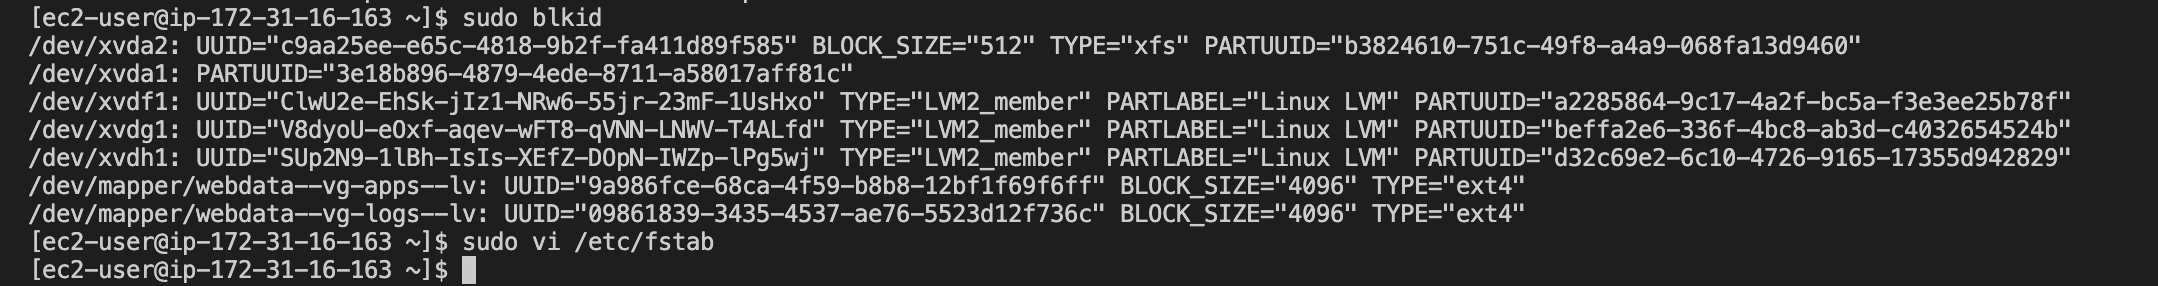 [ec2-user@ip-172-31-16-163 ~]$ sudo blkid
/dev/xvda2: UUID="c9aa25ee-e65c-4818-9b2f-fa411d89f585" BLOCK_SIZE="512" TYPE="xfs" PARTUUID="b3824610-751c-49f8-a4a9-068fa13d9460"
/dev/xvda1: PARTUUID="3e18b896-4879-4ede-8711-a58017aff81c"
/dev/xvdf1: UUID="ClwU2e-EhSk-jIz1-NRw6-55jr-23mF-1UsHxo" TYPE="LVM2_member" PARTLABEL="Linux LVM" PARTUUID="a2285864-9c17-4a2f-bc5a-f3e3ee25b78f"
/dev/xvdg1: UUID="V8dyoU-eOxf-aqev-wFT8-qVNN-LNWV-T4ALfd" TYPE="LVM2_member" PARTLABEL="Linux LVM" PARTUUID="beffa2e6-336f-4bc8-ab3d-c4032654524b"
/dev/xvdh1: UUID="SUp2N9-1lBh-IsIs-XEfZ-DOpN-IWZp-lPg5wj" TYPE="LVM2_member" PARTLABEL="Linux LVM" PARTUUID="d32c69e2-6c10-4726-9165-17355d942829"
/dev/mapper/webdata--vg-apps--lv: UUID="9a986fce-68ca-4f59-b8b8-12bf1f69f6ff" BLOCK_SIZE="4096" TYPE="ext4"
/dev/mapper/webdata--vg-logs--lv: UUID="09861839-3435-4537-ae76-5523d12f736c" BLOCK_SIZE="4096" TYPE="ext4"
[ec2-user@ip-172-31-16-163 ~]$ sudo vi /etc/fstab
[ec2-user@ip-172-31-16-163 ~]$